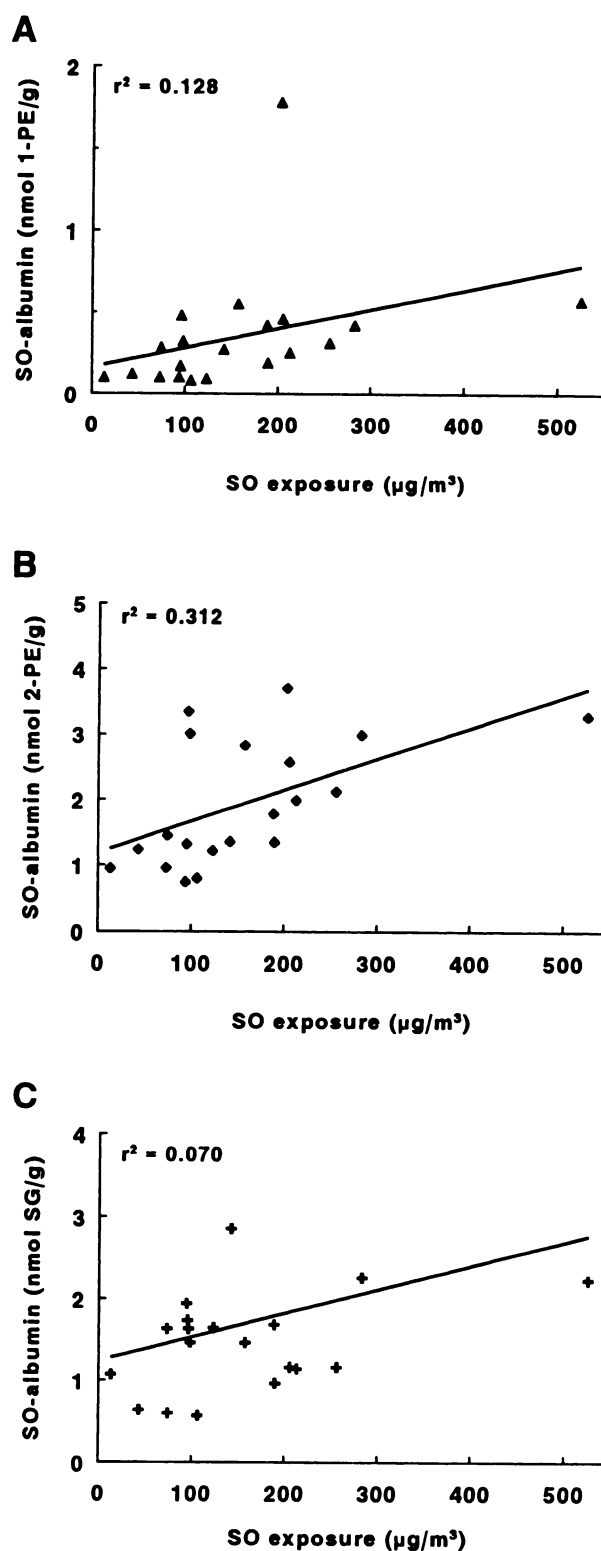 A
2
r² = 0.128
1
0
SO-albumin (nmol 1-PE/g)
0 100 200 300 400 500
SO exposure (µg/m³)
B
5
r² = 0.312
4
3
2
1
0
SO-albumin (nmol 2-PE/g)
0 100 200 300 400 500
SO exposure (µg/m³)
C
4
r² = 0.070
3
2
1
0
SO-albumin (nmol SG/g)
0 100 200 300 400 500
SO exposure (µg/m³)